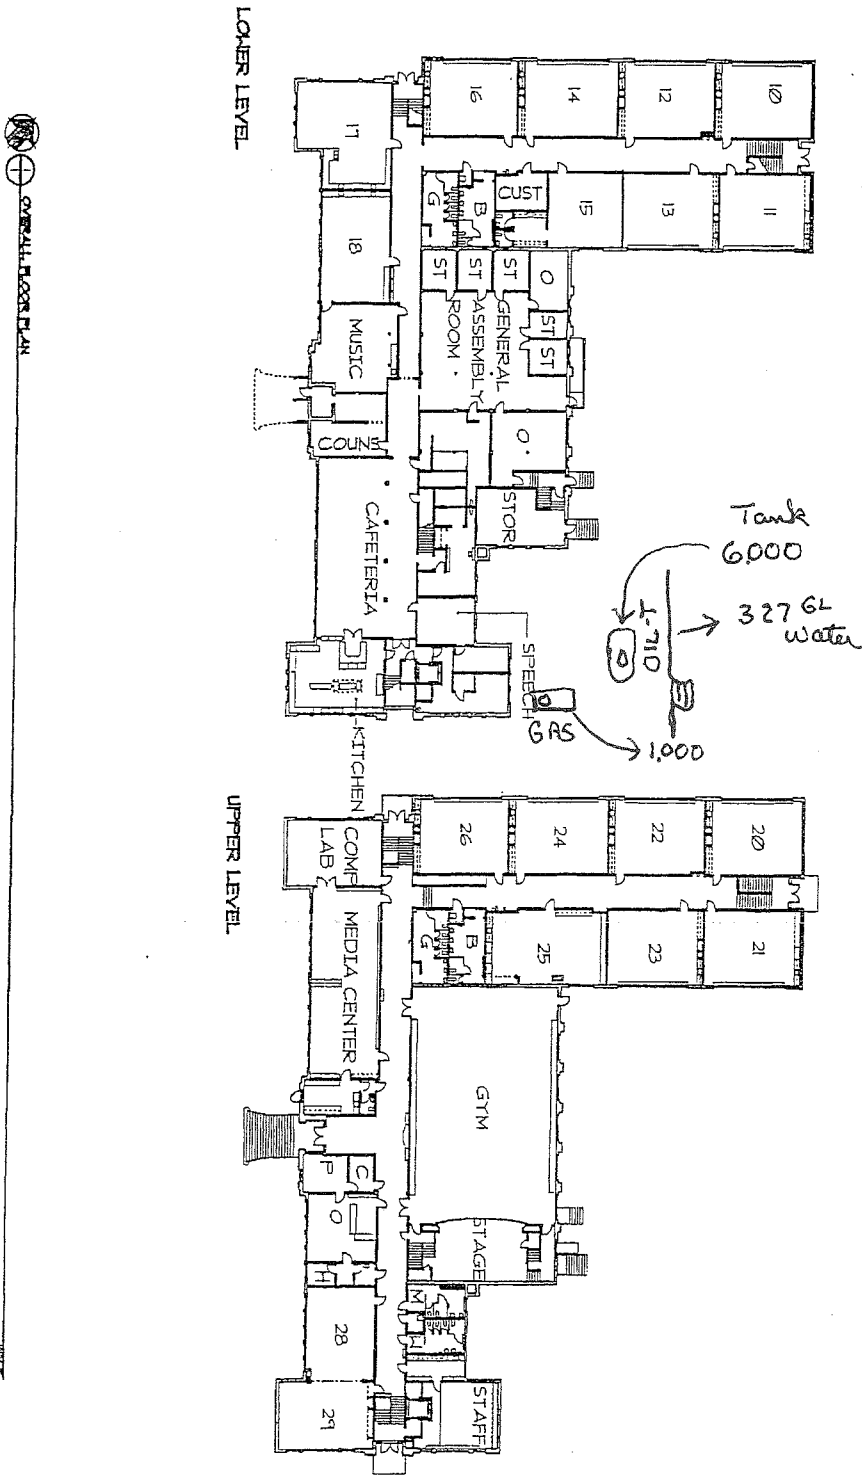 LOWER LEVEL
16
14
12
10
17
G
B
CUST
15
13
11
18
ST
ST
ST
O
MUSIC
GENERAL
ASSEMBLY
ROOM
ST
ST
COUNS
O
CAFETERIA
STOR
SPEECH
KITCHEN
Tank
6,000
OIL-T
327 GL
Water
GAS
1,000
UPPER LEVEL
26
24
22
20
COMP
LAB
G
B
25
23
21
MEDIA CENTER
GYM
P
C
O
STAGE
H
M
W
28
29
STAFF
OVERALL FLOOR PLAN